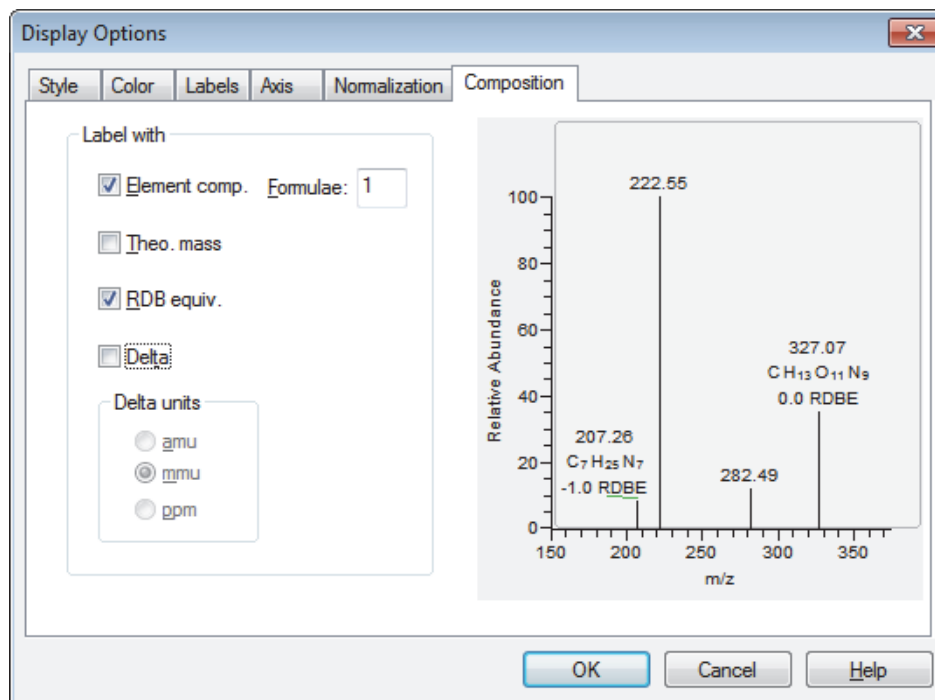 Display Options
Style Color Labels Axis Normalization Composition
Label with
Element comp. Formulae: 1
Theo. mass
RDB equiv.
Delta
Delta units
amu
mmu
ppm
Relative Abundance
100
80
60
40
20
0
222.55
327.07
C H₁₃ O₁₁ N₉
0.0 RDBE
207.26
C₇ H₂₅ N₇
-1.0 RDBE
282.49
150 200 250 300 350
m/z
OK Cancel Help